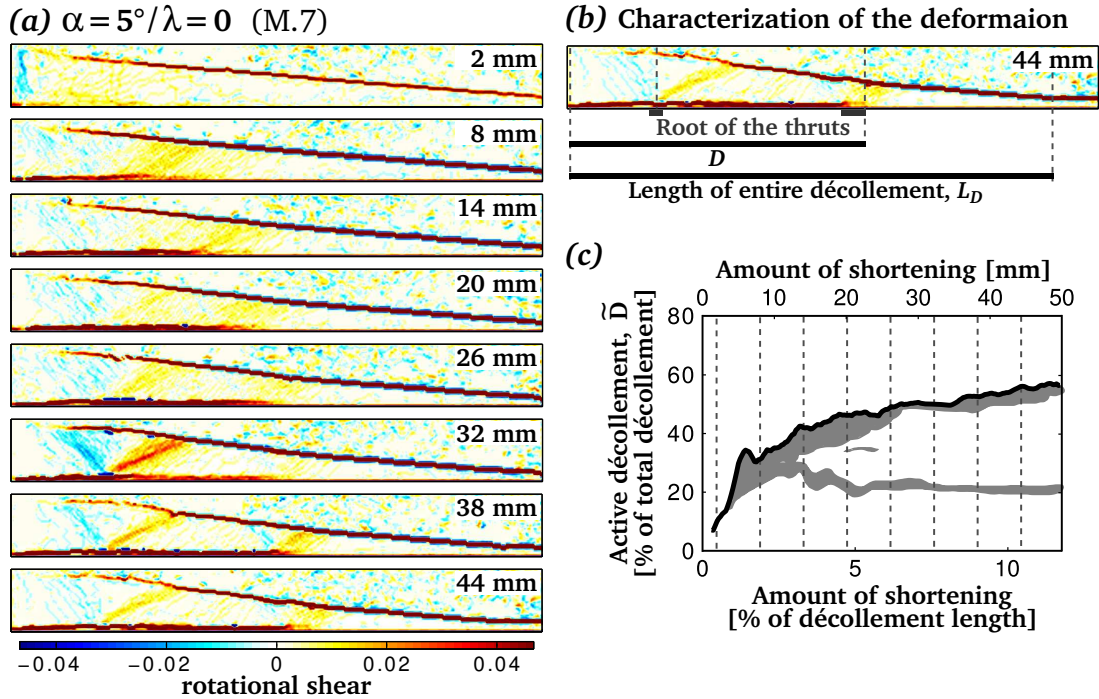 (a) α = 5°/λ = 0 (M.7)
2 mm
8 mm
14 mm
20 mm
26 mm
32 mm
38 mm
44 mm
−0.04 −0.02 0 0.02 0.04
rotational shear
(b) Characterization of the deformaion
44 mm
Root of the thruts
D
Length of entire décollement, L_D
(c)
Amount of shortening [mm]
0 10 20 30 40 50
Active décollement, D̃
[% of total décollement]
80
60
40
20
0
0 5 10
Amount of shortening
[% of décollement length]